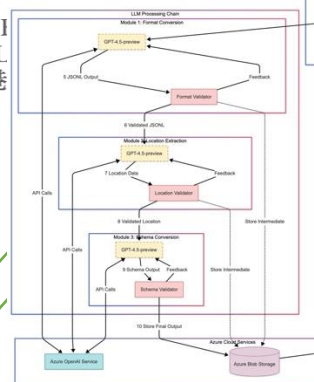 LLM Processing Chain
Module 1: Format Conversion
GPT-4.5-preview
5 JSONL Output
Feedback
Format Validator
6 Validated JSONL
Module 2: Location Extraction
GPT-4.5-preview
API Calls
7 Location Data
Feedback
Location Validator
Store Intermediate
8 Validated Location
API Calls
Module 3: Schema Conversion
GPT-4.5-preview
9 Schema Output
Feedback
Store Intermediate
API Calls
Schema Validator
10 Store Final Output
Azure Cloud Services
Azure OpenAI Service
Azure Blob Storage